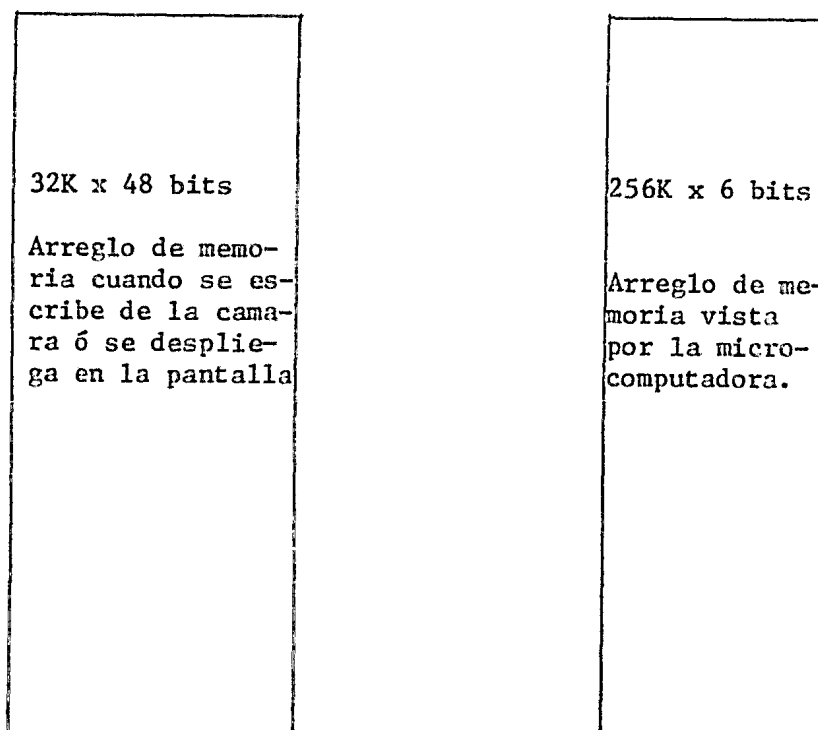 32K x 48 bits
Arreglo de memo-
ria cuando se es-
cribe de la cama-
ra ó se desplie-
ga en la pantalla
256K x 6 bits
Arreglo de me-
moria vista
por la micro-
computadora.